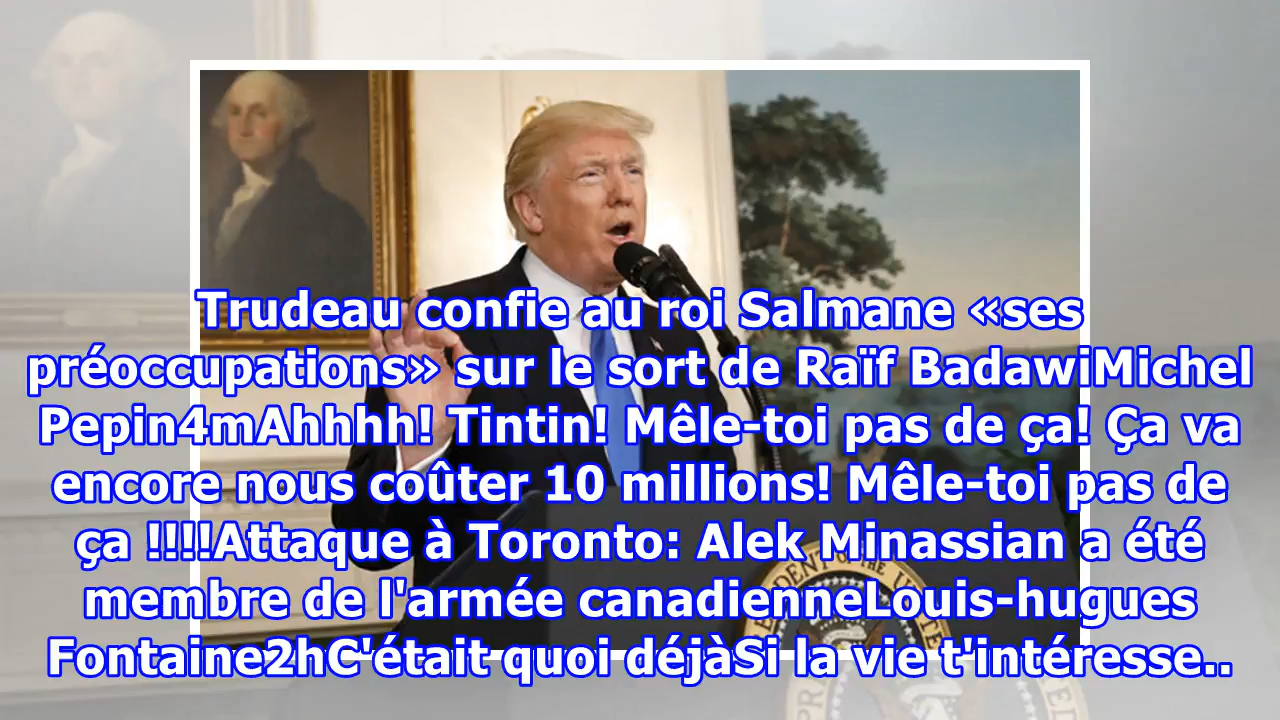 Trudeau confie au roi Salmane «ses
préoccupations» sur le sort de Raïf BadawiMichel
Pepin4mAhhhh! Tintin! Mêle-toi pas de ça! Ça va
encore nous coûter 10 millions! Mêle-toi pas de
ça !!!!Attaque à Toronto: Alek Minassian a été
membre de l'armée canadienneLouis-hugues
Fontaine2hC'était quoi déjàSi la vie t'intéresse..